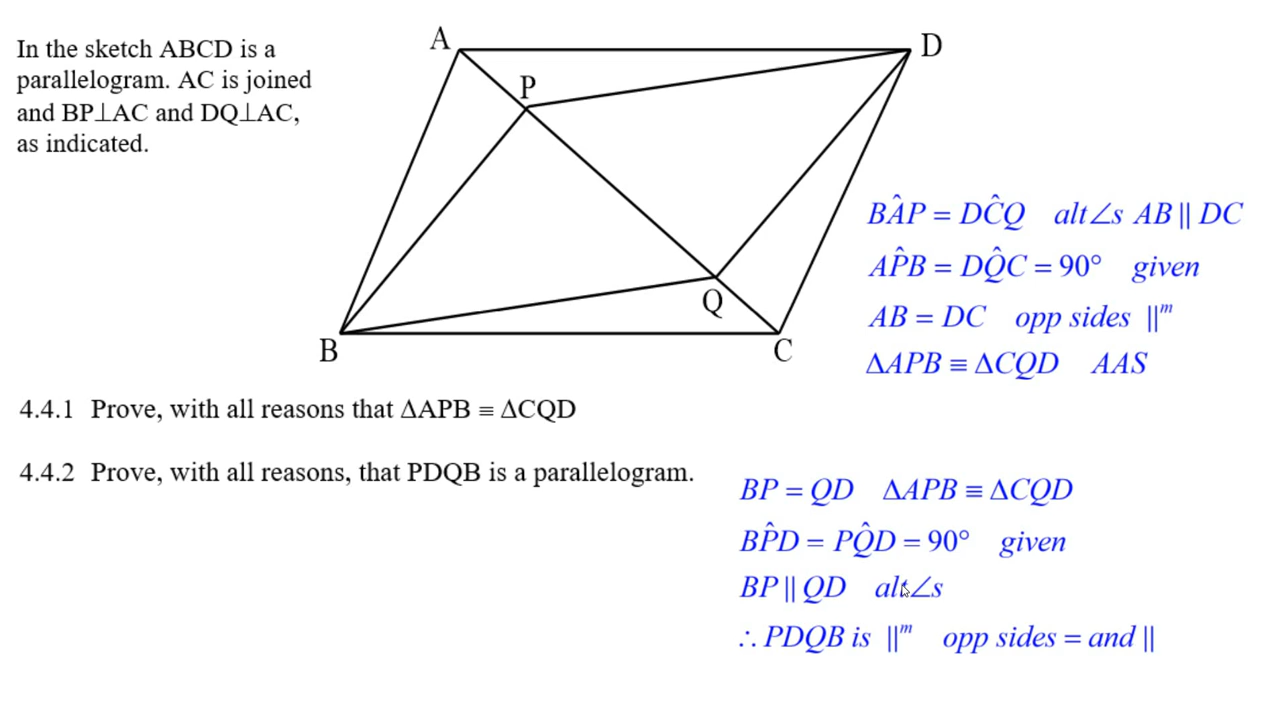 In the sketch ABCD is a
parallelogram. AC is joined
and BP⊥AC and DQ⊥AC,
as indicated.
A
D
P
Q
B
C
BÂP = DĈQ alt∠s AB || DC
AP̂B = DQ̂C = 90° given
AB = DC opp sides ||ᵐ
ΔAPB ≡ ΔCQD AAS
4.4.1 Prove, with all reasons that ΔAPB ≡ ΔCQD
4.4.2 Prove, with all reasons, that PDQB is a parallelogram.
BP = QD ΔAPB ≡ ΔCQD
BP̂D = PQ̂D = 90° given
BP || QD alt∠s
∴ PDQB is ||ᵐ opp sides = and ||